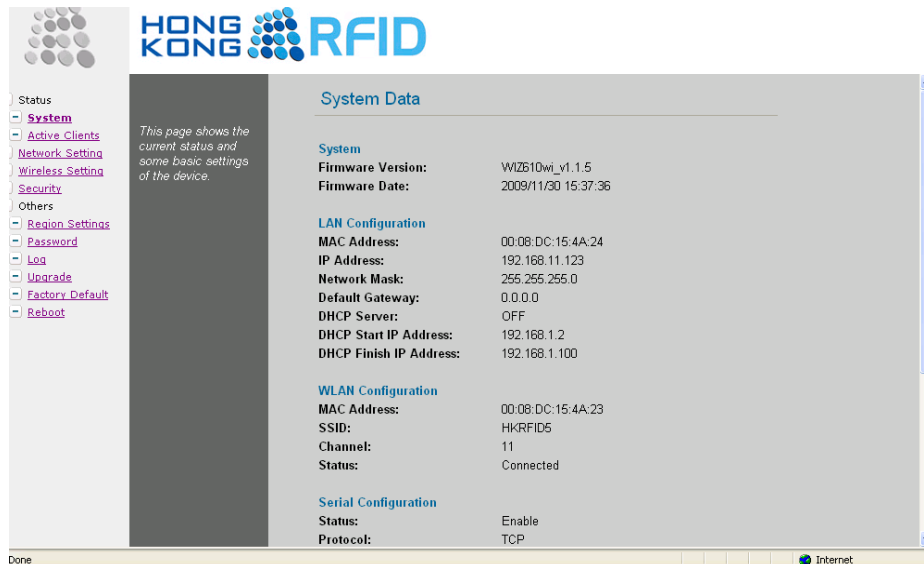 HONG KONG RFID
Status
System
Active Clients
Network Setting
Wireless Setting
Security
Others
Region Settings
Password
Log
Upgrade
Factory Default
Reboot
This page shows the
current status and
some basic settings
of the device.
System Data
System
Firmware Version: WIZ610wi_v1.1.5
Firmware Date: 2009/11/30 15:37:36
LAN Configuration
MAC Address: 00:08:DC:15:4A:24
IP Address: 192.168.11.123
Network Mask: 255.255.255.0
Default Gateway: 0.0.0.0
DHCP Server: OFF
DHCP Start IP Address: 192.168.1.2
DHCP Finish IP Address: 192.168.1.100
WLAN Configuration
MAC Address: 00:08:DC:15:4A:23
SSID: HKRFID5
Channel: 11
Status: Connected
Serial Configuration
Status: Enable
Protocol: TCP
Done
Internet